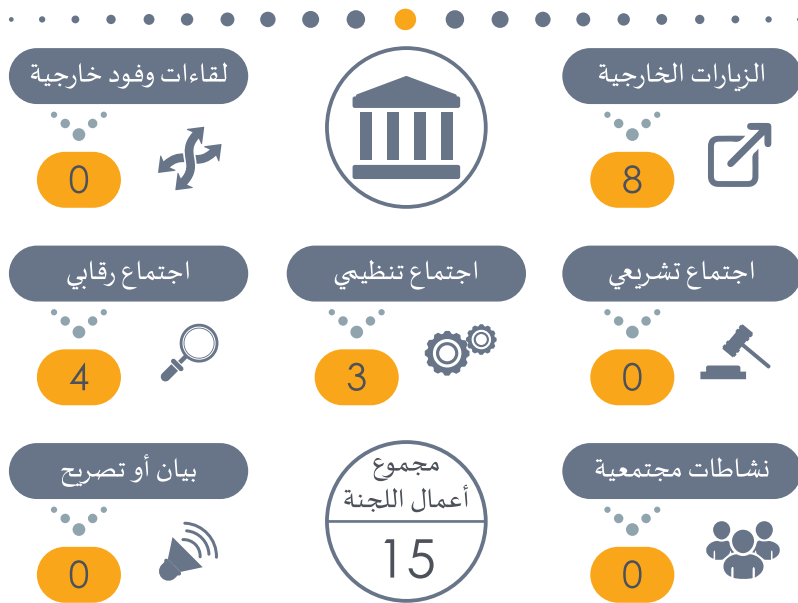 الزيارات الخارجية
8
لقاءات وفود خارجية
0
اجتماع تشريعي
0
اجتماع تنظيمي
3
اجتماع رقابي
4
نشاطات مجتمعية
0
مجموع
أعمال اللجنة
15
بيان أو تصريح
0